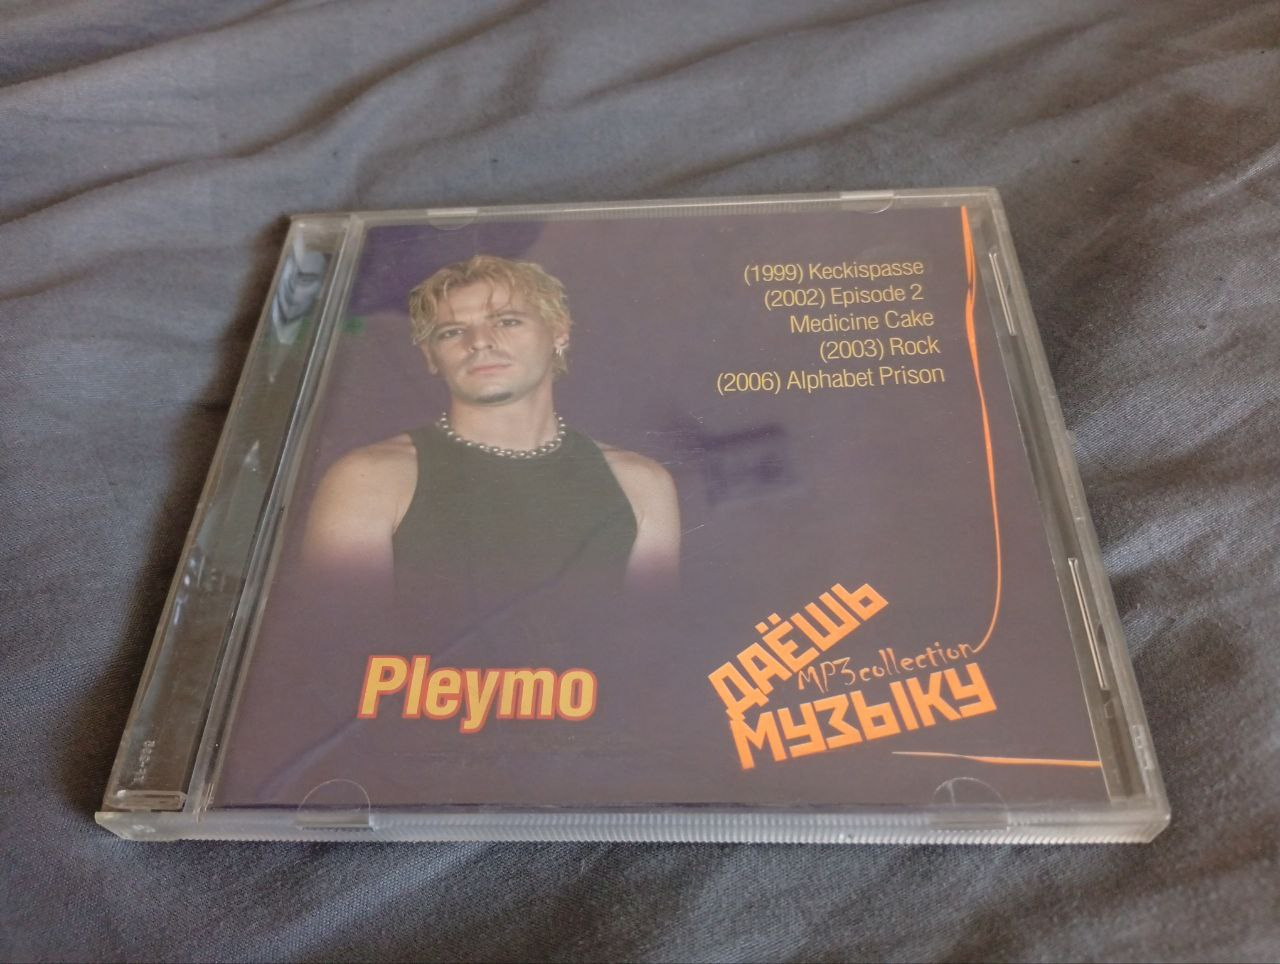 (1999) Keckispasse
(2002) Episode 2
Medicine Cake
(2003) Rock
(2006) Alphabet Prison
Pleymo
ДАЁШЬ
MP3 collection
МУЗЫКУ